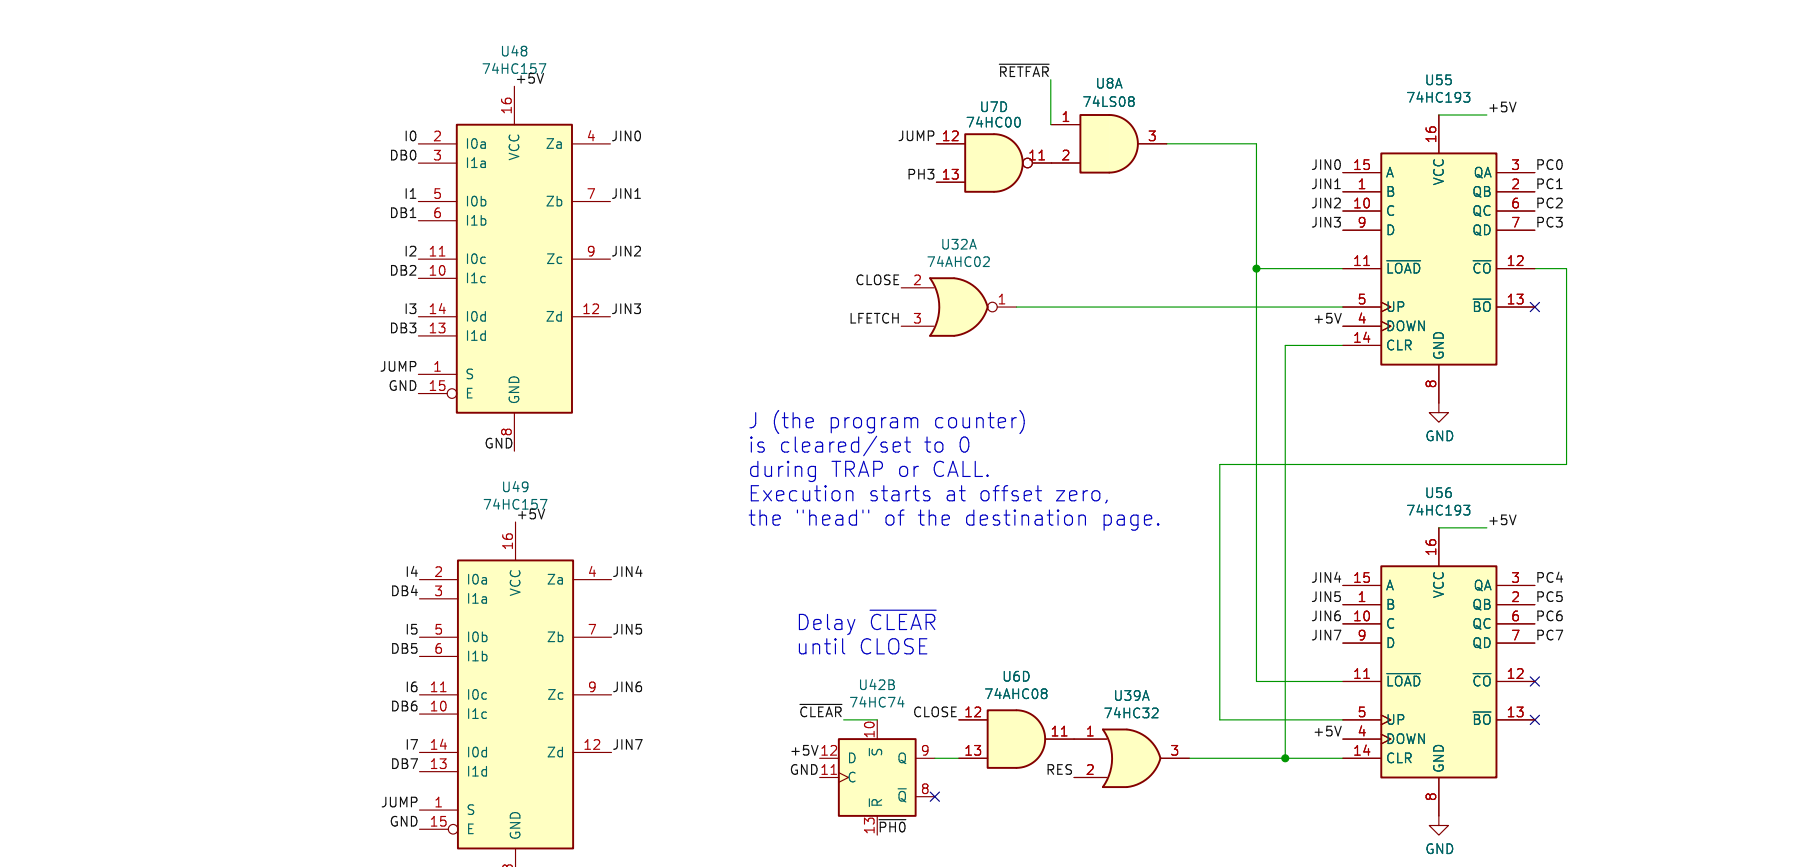 U48
74HC157
+5V
16
VCC
I0 2 I0a Za 4 JIN0
DB0 3 I1a
I1 5 I0b Zb 7 JIN1
DB1 6 I1b
I2 11 I0c Zc 9 JIN2
DB2 10 I1c
I3 14 I0d Zd 12 JIN3
DB3 13 I1d
JUMP 1 S
GND 15 E
GND
8
GND
U49
74HC157
+5V
16
VCC
I4 2 I0a Za 4 JIN4
DB4 3 I1a
I5 5 I0b Zb 7 JIN5
DB5 6 I1b
I6 11 I0c Zc 9 JIN6
DB6 10 I1c
I7 14 I0d Zd 12 JIN7
DB7 13 I1d
JUMP 1 S
GND 15 E
GND
RETFAR
U8A
74LS08
1
2
3
U7D
74HC00
JUMP 12
11
PH3 13
U32A
74AHC02
CLOSE 2
1
LFETCH 3
J (the program counter)
is cleared/set to 0
during TRAP or CALL.
Execution starts at offset zero,
the "head" of the destination page.
Delay CLEAR
until CLOSE
U42B
74HC74
CLEAR
10
S
+5V 12 D Q 9
GND 11 C
Q 8
R
13 PH0
U6D
74AHC08
CLOSE 12
11
13
U39A
74HC32
1
3
RES 2
U55
74HC193
+5V
16
VCC
JIN0 15 A QA 3 PC0
JIN1 1 B QB 2 PC1
JIN2 10 C QC 6 PC2
JIN3 9 D QD 7 PC3
11 LOAD CO 12
5 UP BO 13
+5V 4 DOWN
14 CLR
GND
8
GND
U56
74HC193
+5V
16
VCC
JIN4 15 A QA 3 PC4
JIN5 1 B QB 2 PC5
JIN6 10 C QC 6 PC6
JIN7 9 D QD 7 PC7
11 LOAD CO 12
5 UP BO 13
+5V 4 DOWN
14 CLR
GND
8
GND